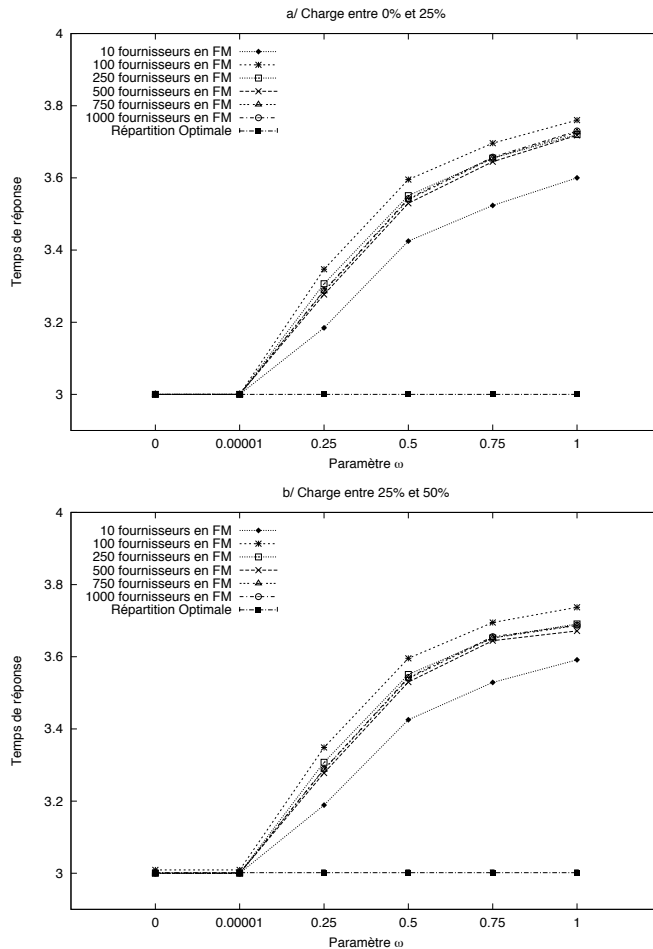 a/ Charge entre 0% et 25%
4
3.8
3.6
3.4
3.2
3
Temps de réponse
10 fournisseurs en FM
100 fournisseurs en FM
250 fournisseurs en FM
500 fournisseurs en FM
750 fournisseurs en FM
1000 fournisseurs en FM
Répartition Optimale
0 0.00001 0.25 0.5 0.75 1
Paramètre ω
b/ Charge entre 25% et 50%
4
3.8
3.6
3.4
3.2
3
Temps de réponse
10 fournisseurs en FM
100 fournisseurs en FM
250 fournisseurs en FM
500 fournisseurs en FM
750 fournisseurs en FM
1000 fournisseurs en FM
Répartition Optimale
0 0.00001 0.25 0.5 0.75 1
Paramètre ω